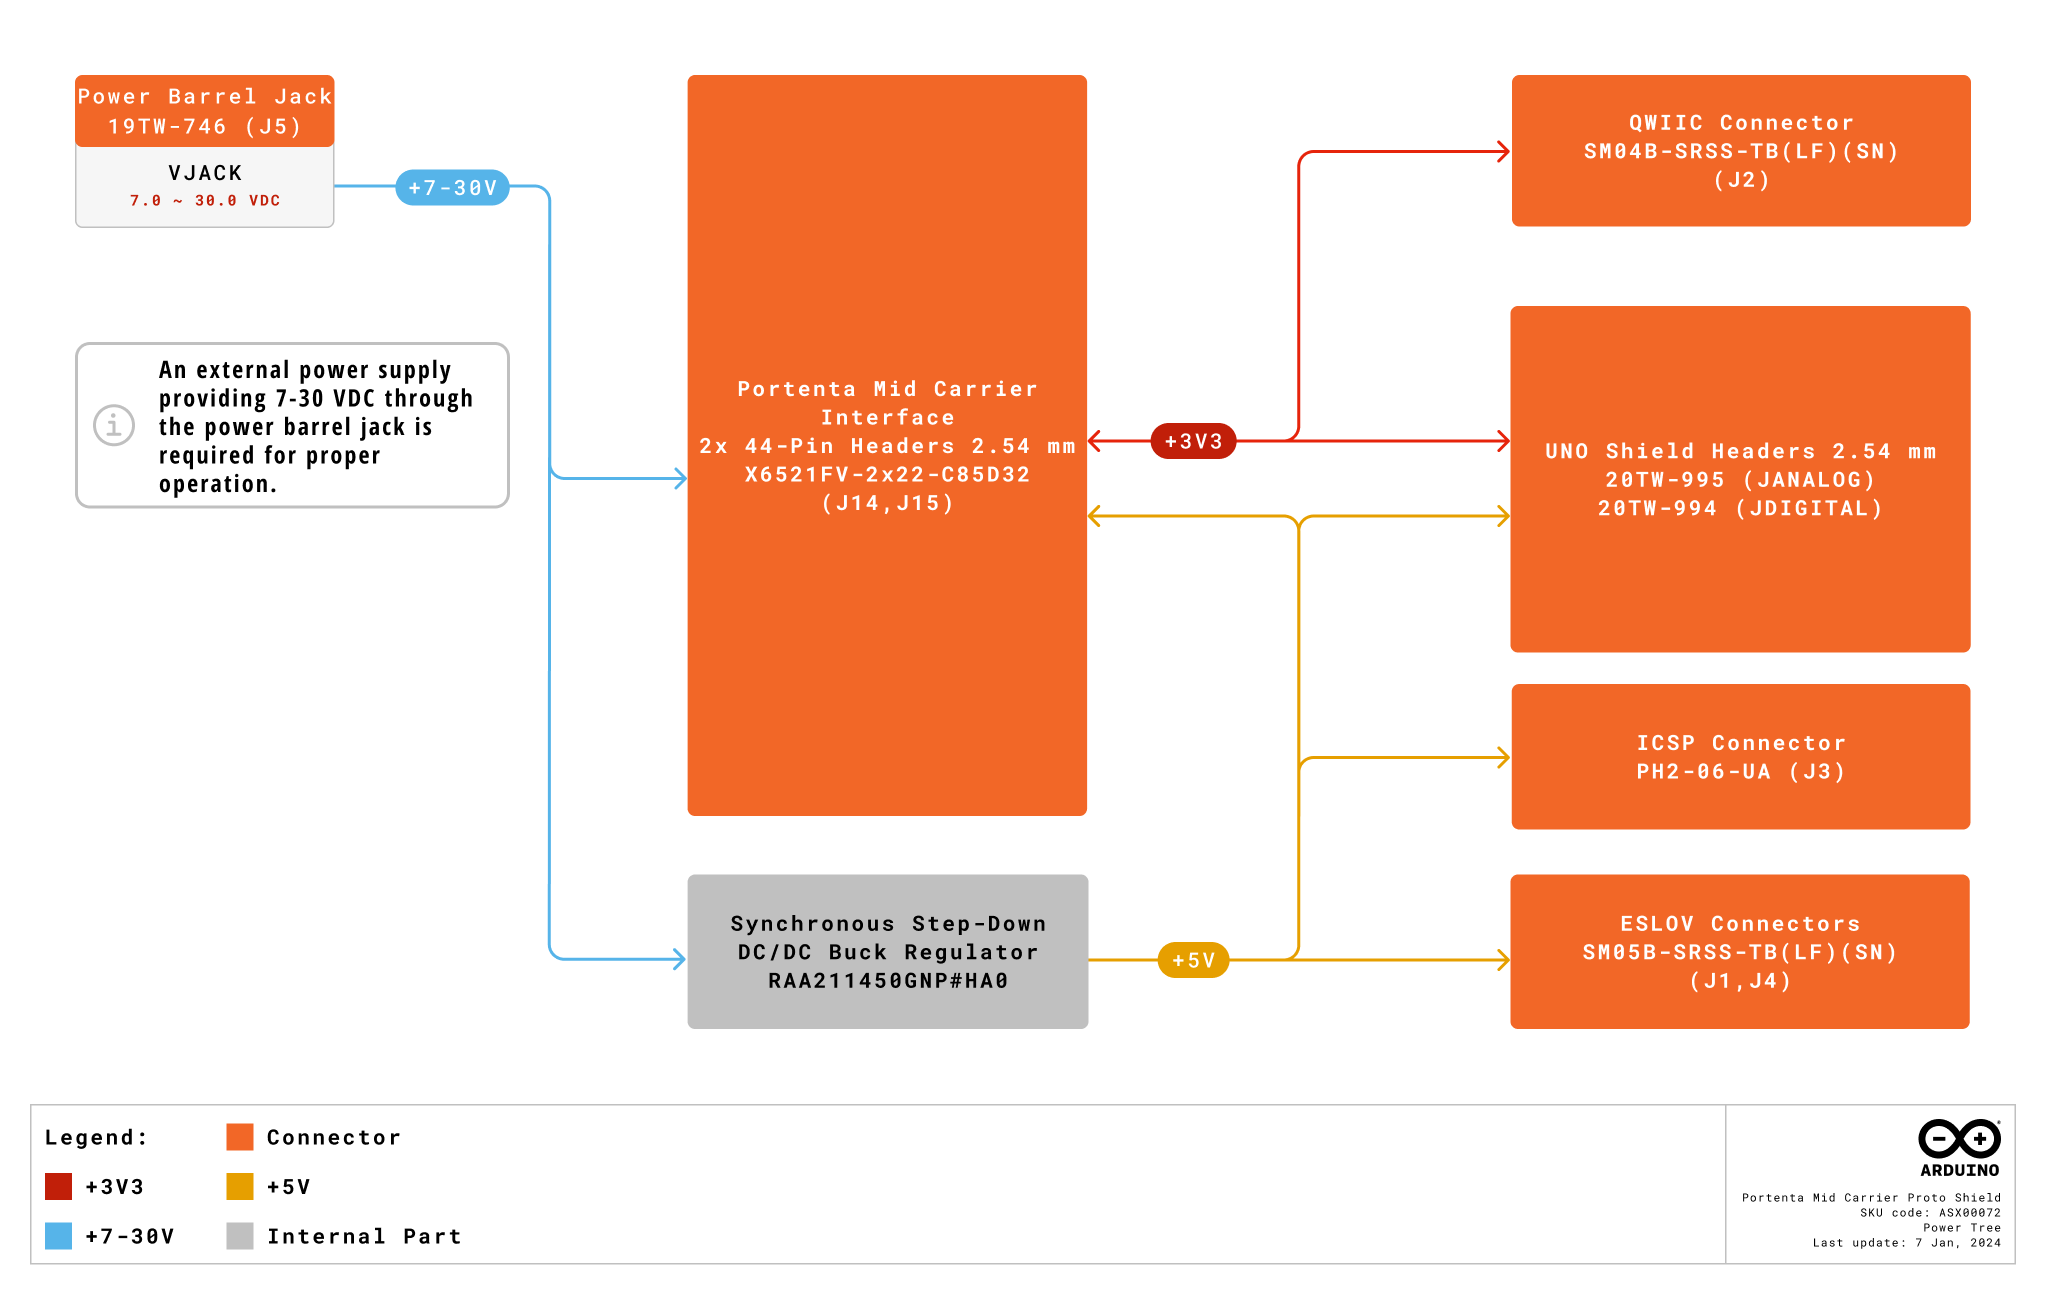 Power Barrel Jack
19TW-746 (J5)
VJACK
7.0 ~ 30.0 VDC
+7-30V
An external power supply
providing 7-30 VDC through
the power barrel jack is
required for proper
operation.
Portenta Mid Carrier
Interface
2x 44-Pin Headers 2.54 mm
X6521FV-2x22-C85D32
(J14,J15)
+3V3
QWIIC Connector
SM04B-SRSS-TB(LF)(SN)
(J2)
UNO Shield Headers 2.54 mm
20TW-995 (JANALOG)
20TW-994 (JDIGITAL)
ICSP Connector
PH2-06-UA (J3)
Synchronous Step-Down
DC/DC Buck Regulator
RAA211450GNP#HA0
+5V
ESLOV Connectors
SM05B-SRSS-TB(LF)(SN)
(J1,J4)
Legend:
Connector
+3V3
+5V
+7-30V
Internal Part
ARDUINO
Portenta Mid Carrier Proto Shield
SKU code: ASX00072
Power Tree
Last update: 7 Jan, 2024